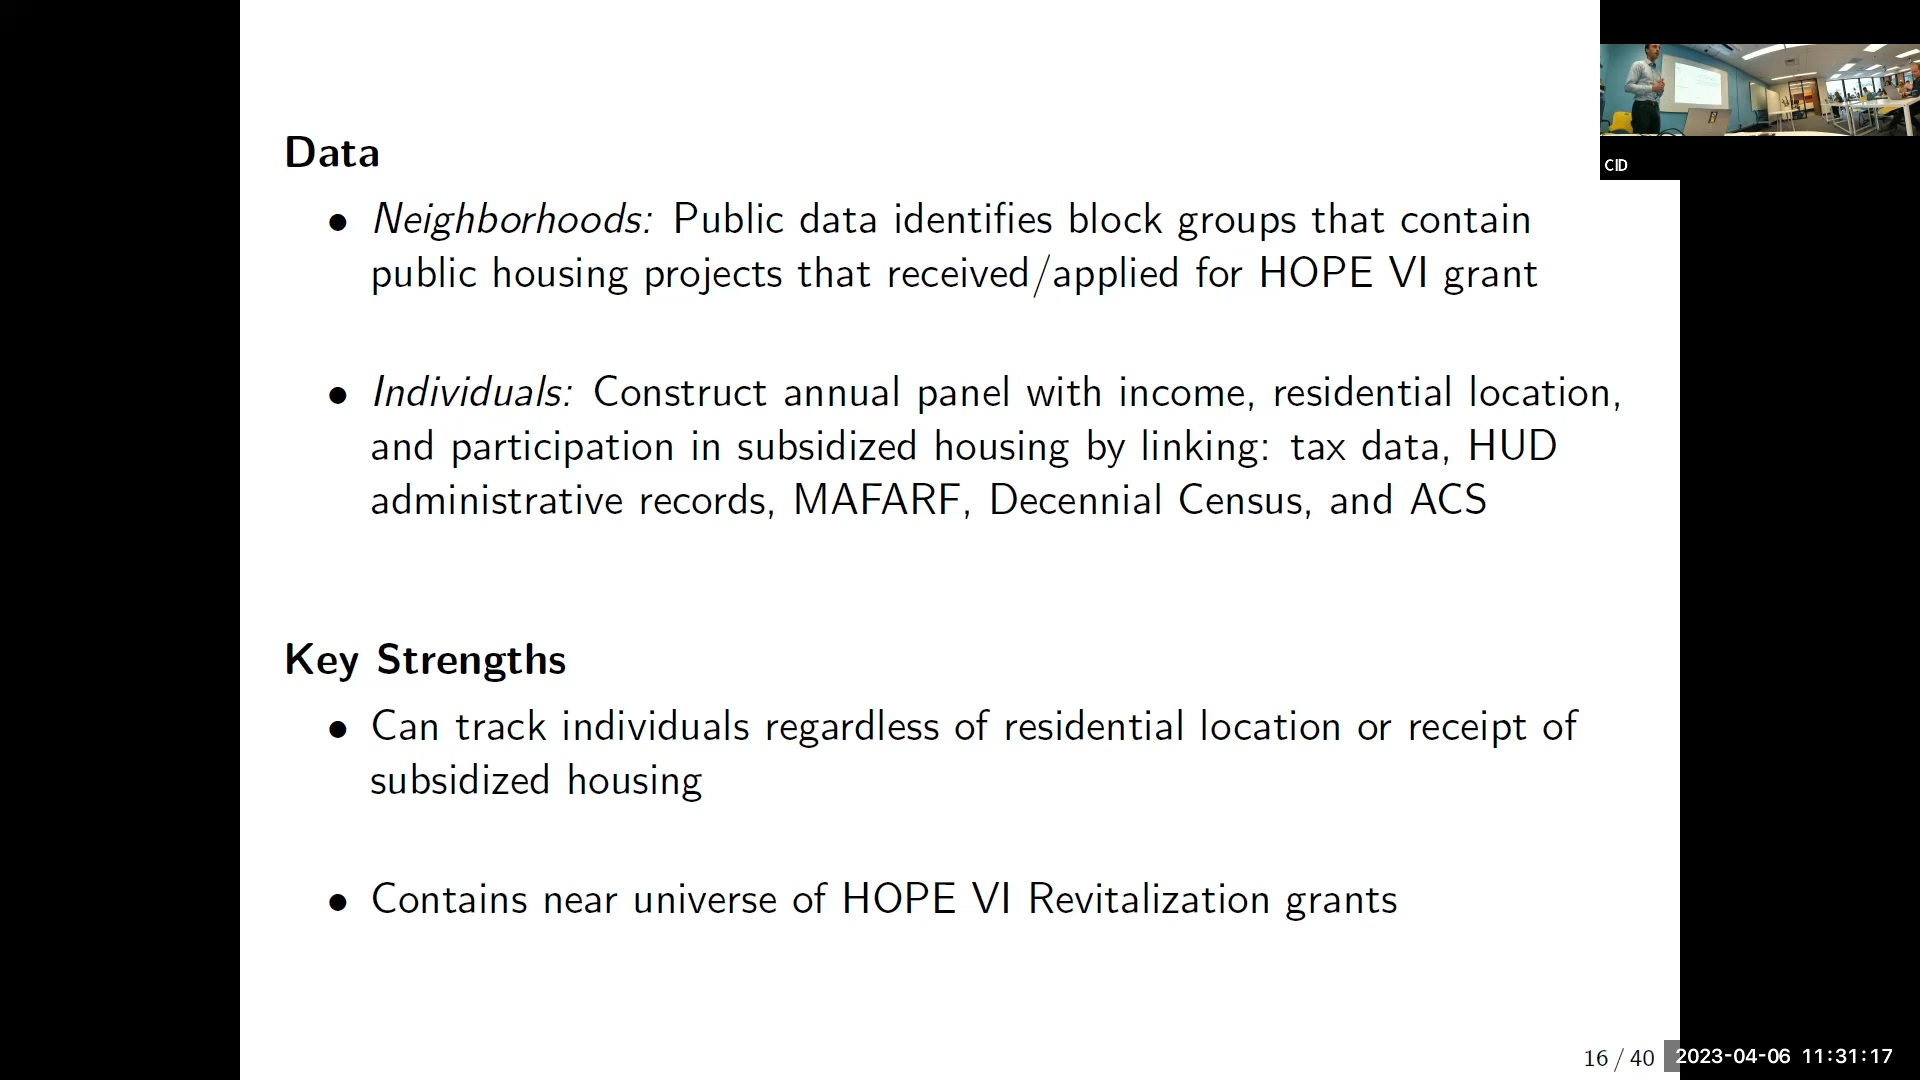 Data
• Neighborhoods: Public data identifies block groups that contain
public housing projects that received/applied for HOPE VI grant
• Individuals: Construct annual panel with income, residential location,
and participation in subsidized housing by linking: tax data, HUD
administrative records, MAFARF, Decennial Census, and ACS
Key Strengths
• Can track individuals regardless of residential location or receipt of
subsidized housing
• Contains near universe of HOPE VI Revitalization grants
16 / 40
CID
2023-04-06 11:31:17